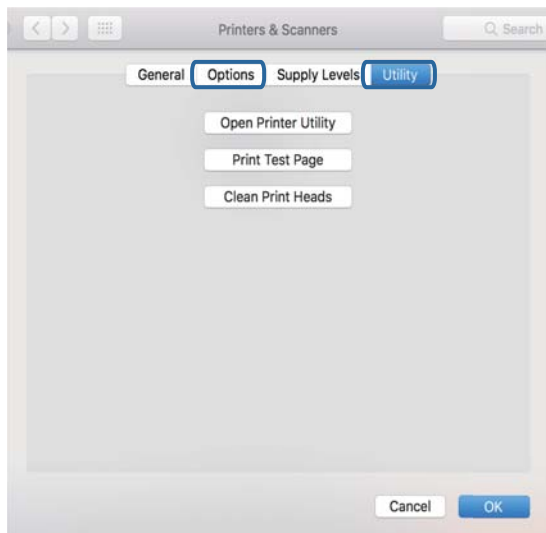 Printers & Scanners Search
General Options Supply Levels Utility
Open Printer Utility
Print Test Page
Clean Print Heads
Cancel OK